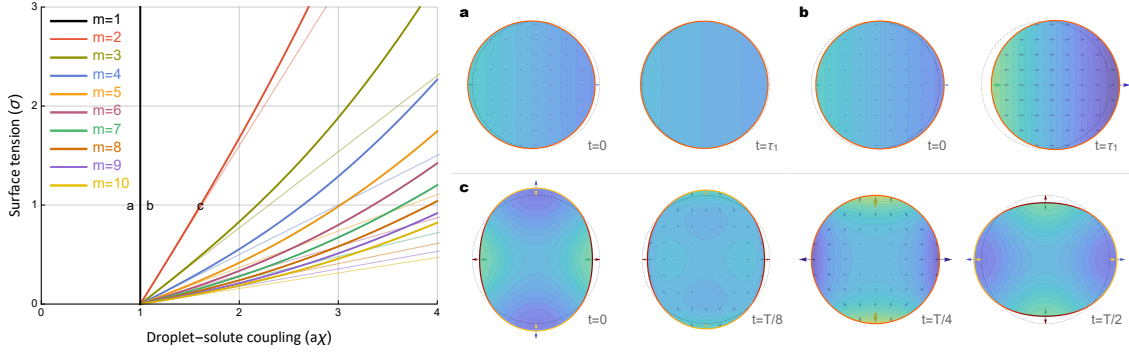 3
2
1
0
Surface tension (σ)
m=1
m=2
m=3
m=4
m=5
m=6
m=7
m=8
m=9
m=10
a b c
0 1 2 3 4
Droplet−solute coupling (aχ)
a b
t=0 t=τ₁ t=0 t=τ₁
c
t=0 t=T/8 t=T/4 t=T/2